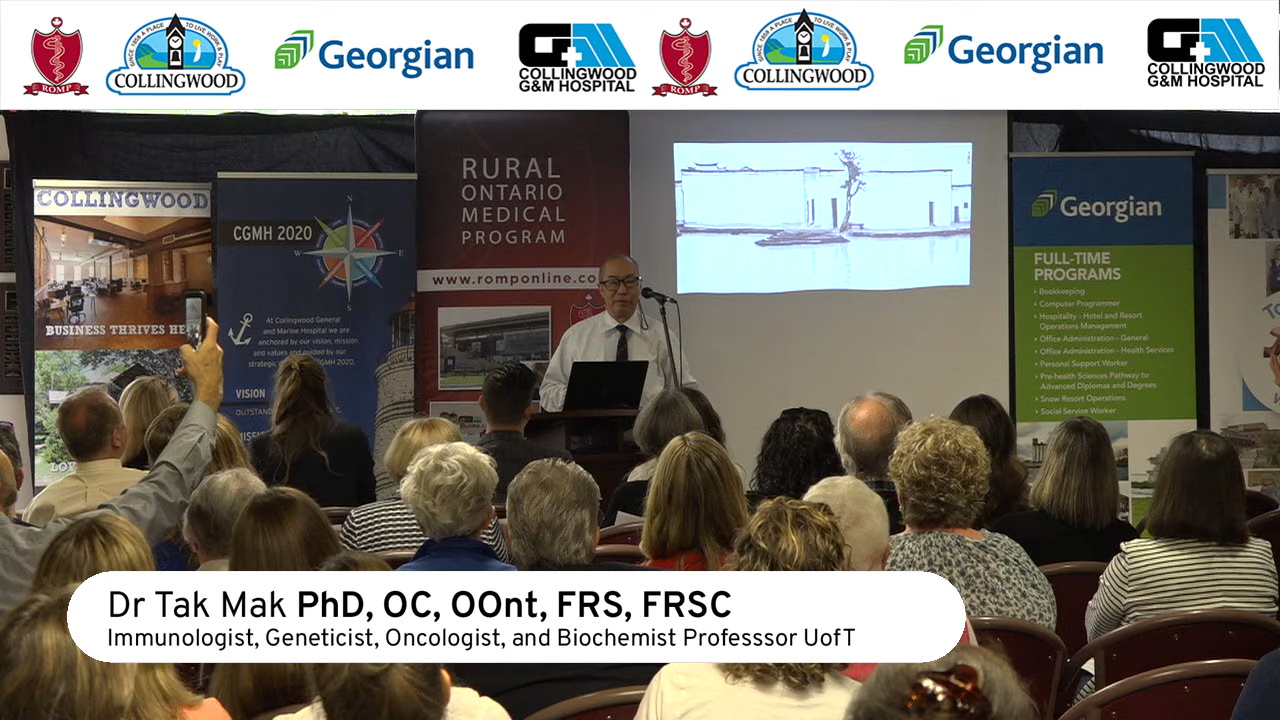 ROMP
SINCE 1858 A PLACE TO LIVE WORK & PLAY
COLLINGWOOD
Georgian
COLLINGWOOD
G&M HOSPITAL
ROMP
SINCE 1858 A PLACE TO LIVE WORK & PLAY
COLLINGWOOD
Georgian
COLLINGWOOD
G&M HOSPITAL
COLLINGWOOD
BUSINESS THRIVES HE
LOV
CGMH 2020
N
W
E
S
At Collingwood General
and Marine Hospital we are
anchored by our vision, mission
and values and guided by our
strategic CGMH 2020.
VISION
OUTSTAN
MISSI
RURAL
ONTARIO
MEDICAL
PROGRAM
www.romponline.co
Georgian
FULL-TIME
PROGRAMS
Bookkeeping
Computer Programmer
Hospitality - Hotel and Resort
Operations Management
Office Administration - General
Office Administration - Health Services
Personal Support Worker
Pre-health Sciences Pathway to
Advanced Diplomas and Degrees
Snow Resort Operations
Social Service Worker
Dr Tak Mak PhD, OC, OOnt, FRS, FRSC
Immunologist, Geneticist, Oncologist, and Biochemist Professsor UofT